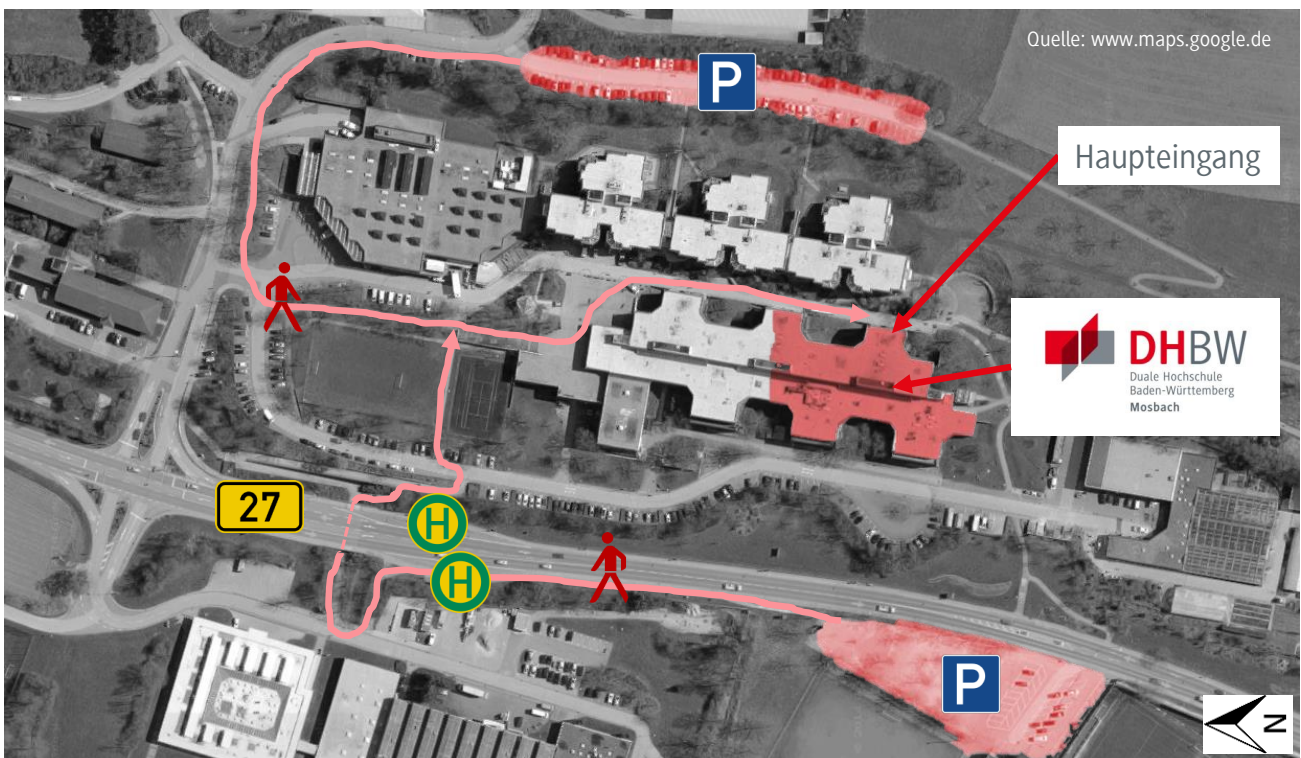 Quelle: www.maps.google.de
P
Haupteingang
DHBW
Duale Hochschule
Baden-Württemberg
Mosbach
27
H
H
P
N